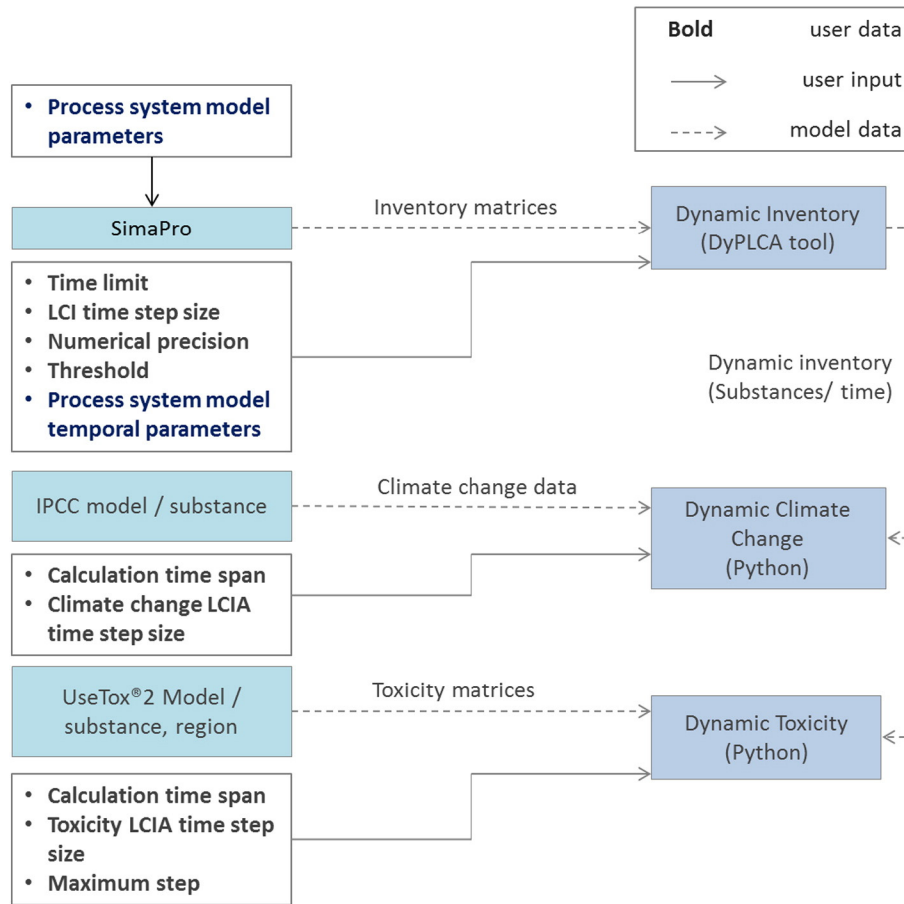 Bold user data
user input
model data
• Process system model
parameters
SimaPro
Inventory matrices
Dynamic Inventory
(DyPLCA tool)
• Time limit
• LCI time step size
• Numerical precision
• Threshold
• Process system model
temporal parameters
Dynamic inventory
(Substances/ time)
IPCC model / substance
Climate change data
Dynamic Climate
Change
(Python)
• Calculation time span
• Climate change LCIA
time step size
UseTox®2 Model /
substance, region
Toxicity matrices
Dynamic Toxicity
(Python)
• Calculation time span
• Toxicity LCIA time step
size
• Maximum step